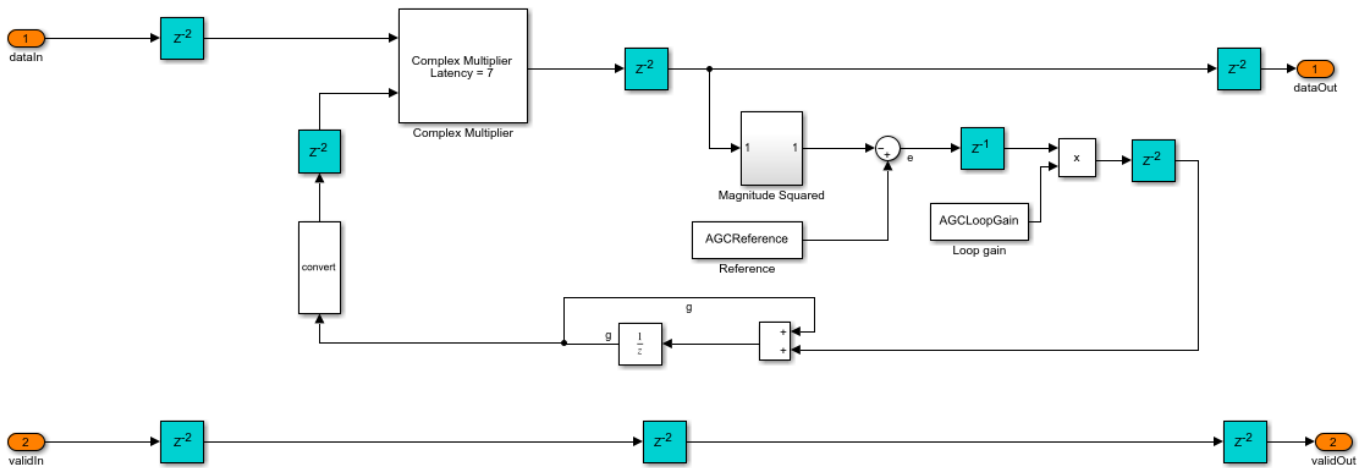 1
dataIn
z-2
Complex Multiplier
Latency = 7
Complex Multiplier
z-2
z-2
1
dataOut
z-2
1
1
Magnitude Squared
−
+
e
z-1
x
z-2
AGCReference
Reference
AGCLoopGain
Loop gain
convert
g
g
1
z
+
+
2
validIn
z-2
z-2
z-2
2
validOut